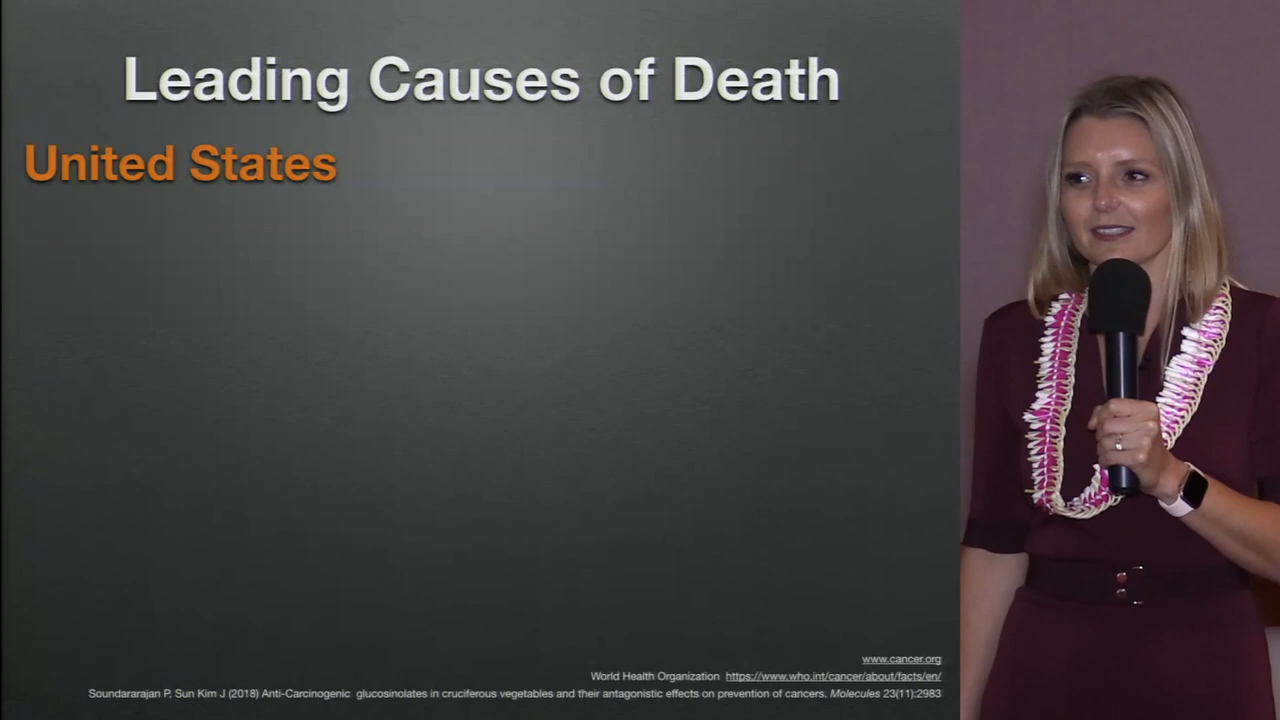 Leading Causes of Death
United States
www.cancer.org
World Health Organization https://www.who.int/cancer/about/facts/en/
Soundararajan P, Sun Kim J (2018) Anti-Carcinogenic glucosinolates in cruciferous vegetables and their antagonistic effects on prevention of cancers. Molecules 23(11):2983